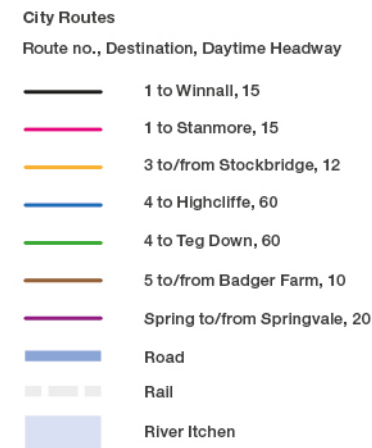 City Routes
Route no., Destination, Daytime Headway
1 to Winnall, 15
1 to Stanmore, 15
3 to/from Stockbridge, 12
4 to Highcliffe, 60
4 to Teg Down, 60
5 to/from Badger Farm, 10
Spring to/from Springvale, 20
Road
Rail
River Itchen